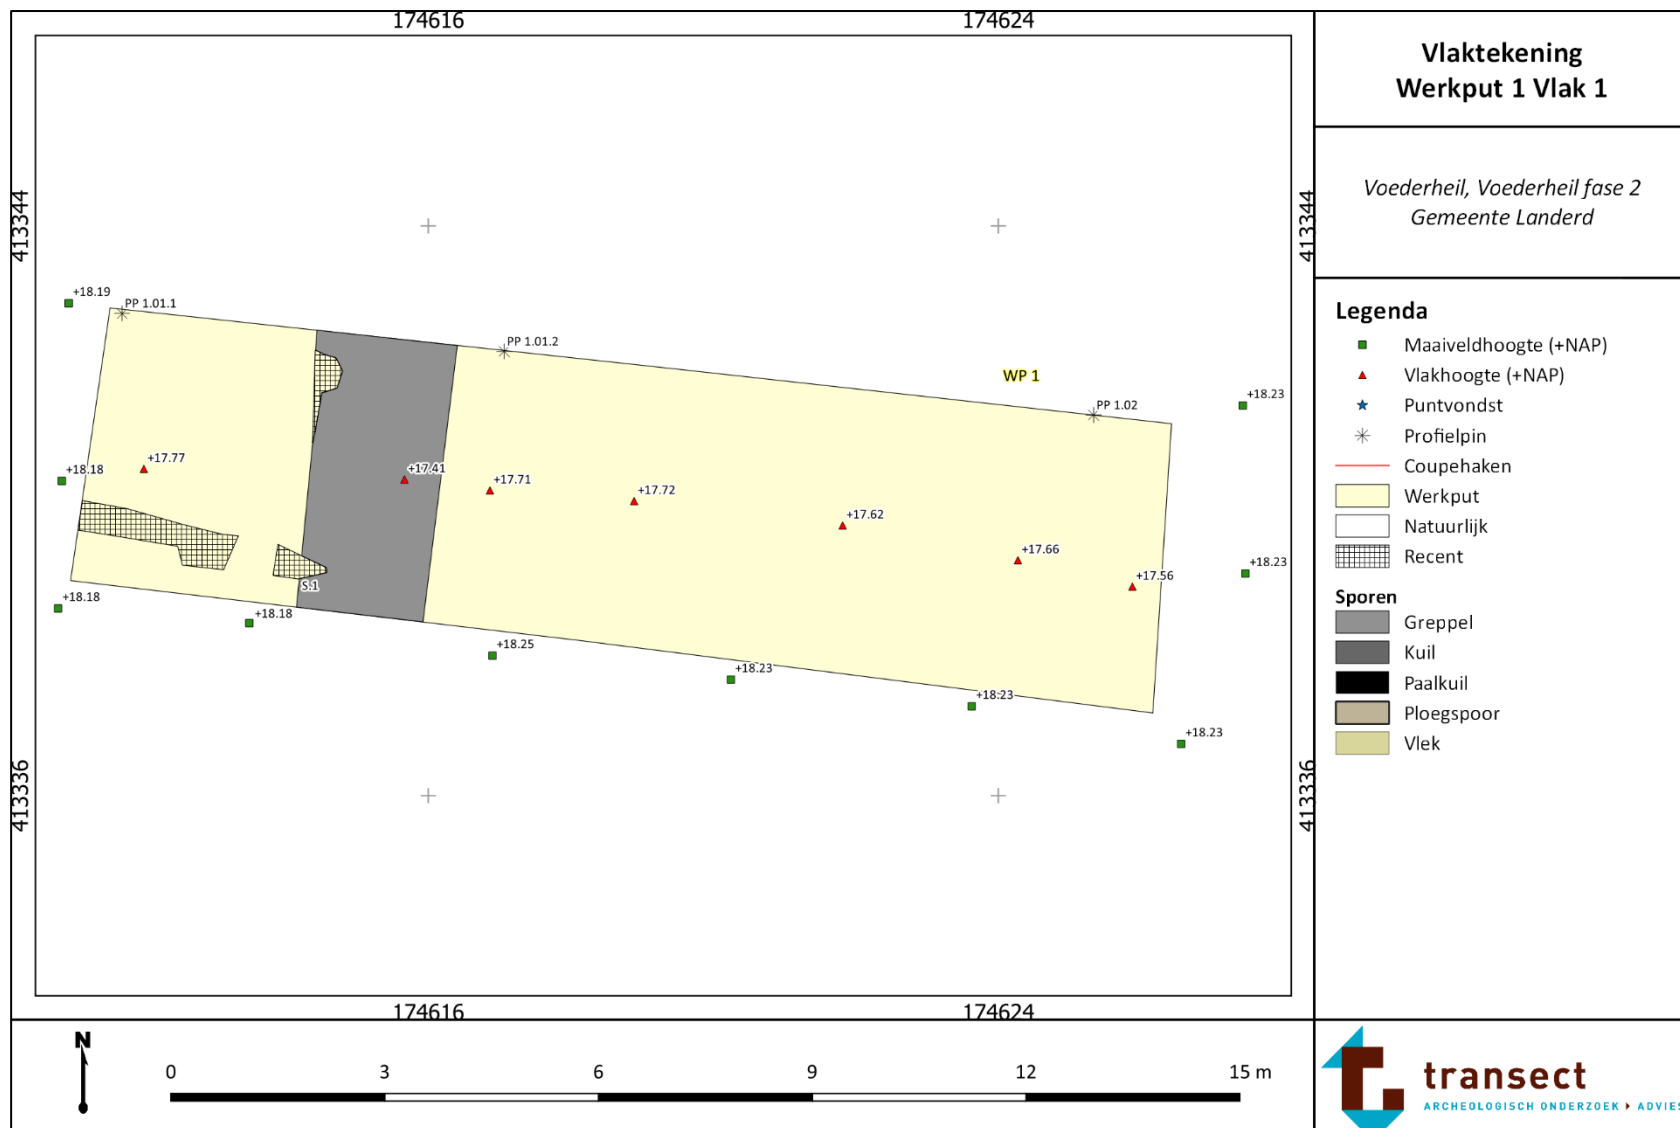 174616
174624
413344
413344
+18.19
PP 1.01.1
PP 1.01.2
WP 1
PP 1.02
+18.23
+17.77
+18.18
+17.41
+17.71
+17.72
+17.62
+17.66
+17.56
+18.23
S.1
+18.18
+18.18
+18.25
+18.23
+18.23
+18.23
413336
413336
174616
174624
N
0 3 6 9 12 15 m
Vlaktekening
Werkput 1 Vlak 1
Voederheil, Voederheil fase 2
Gemeente Landerd
Legenda
Maaiveldhoogte (+NAP)
Vlakhoogte (+NAP)
Puntvondst
Profielpin
Coupehaken
Werkput
Natuurlijk
Recent
Sporen
Greppel
Kuil
Paalkuil
Ploegspoor
Vlek
transect
ARCHEOLOGISCH ONDERZOEK ADVIES